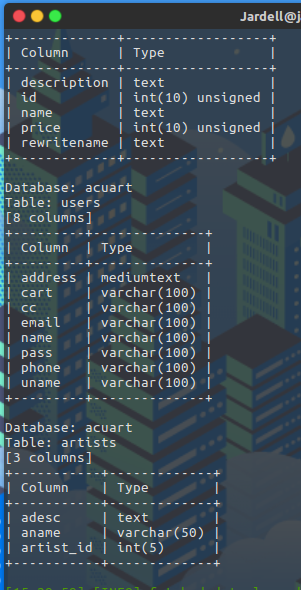 Jardell@j
+-------------+------------------+
| Column      | Type             |
+-------------+------------------+
| description | text             |
| id          | int(10) unsigned |
| name        | text             |
| price       | int(10) unsigned |
| rewritename | text             |
+-------------+------------------+
Database: acuart
Table: users
[8 columns]
+---------+--------------+
| Column  | Type         |
+---------+--------------+
| address | mediumtext   |
| cart    | varchar(100) |
| cc      | varchar(100) |
| email   | varchar(100) |
| name    | varchar(100) |
| pass    | varchar(100) |
| phone   | varchar(100) |
| uname   | varchar(100) |
+---------+--------------+
Database: acuart
Table: artists
[3 columns]
+-----------+-------------+
| Column    | Type        |
+-----------+-------------+
| adesc     | text        |
| aname     | varchar(50) |
| artist_id | int(5)      |
+-----------+-------------+